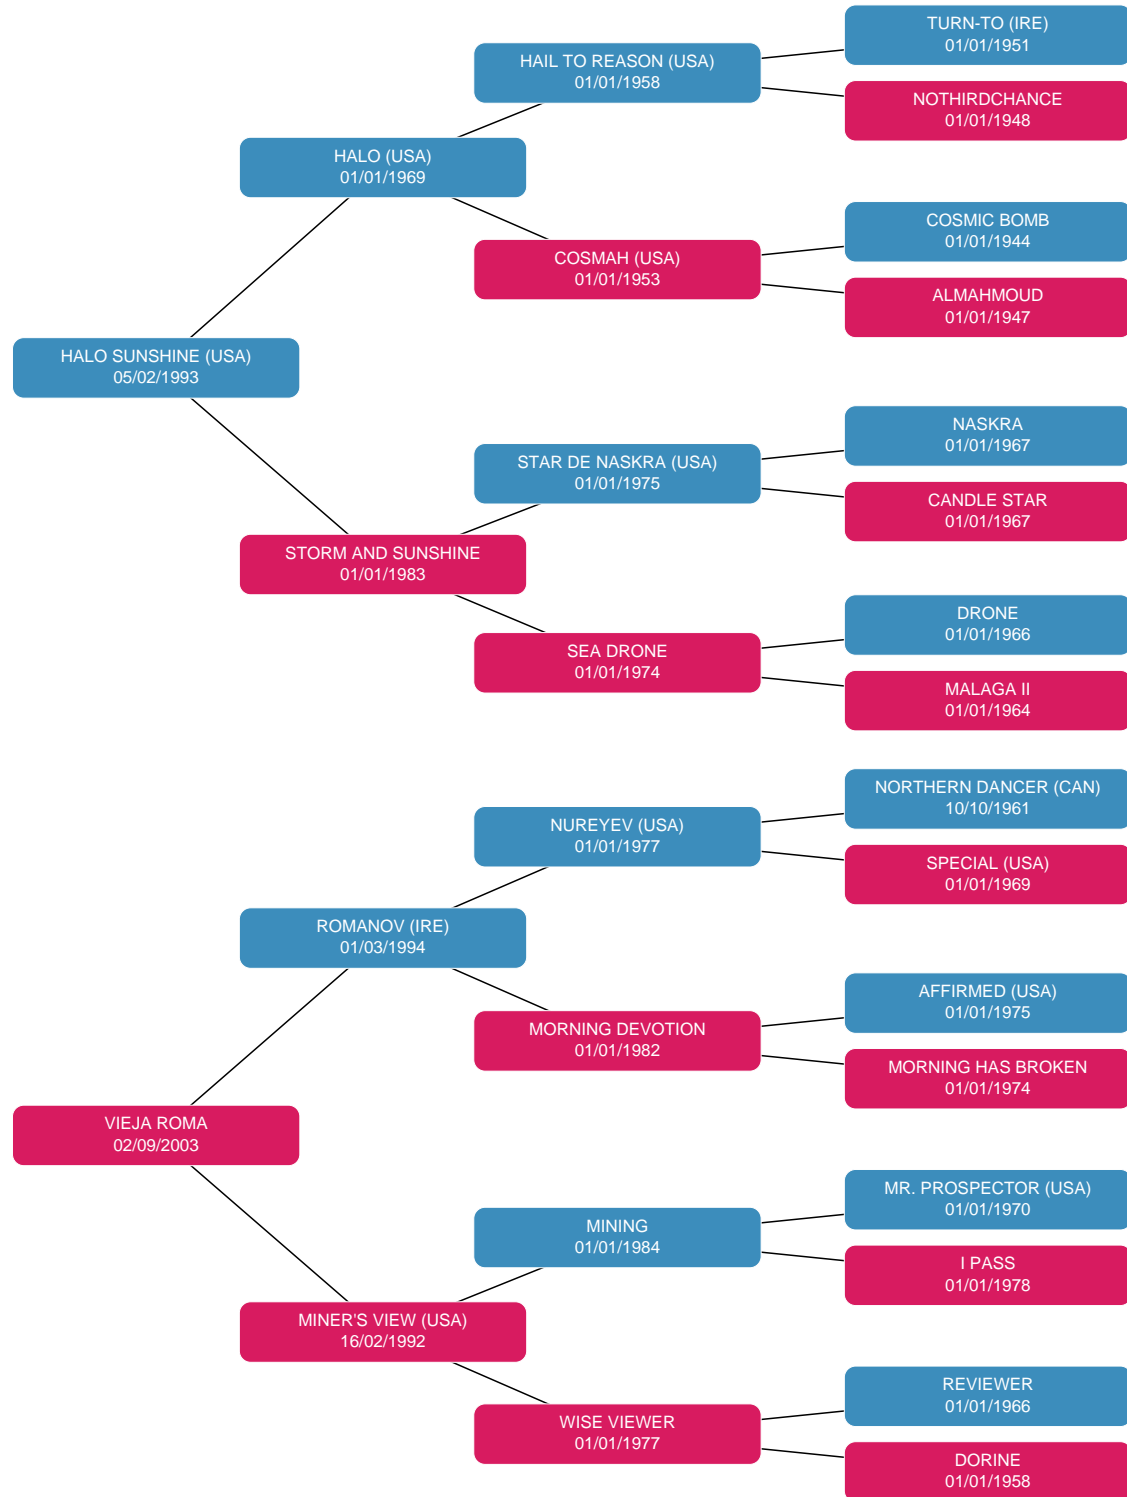 TURN-TO (IRE)
01/01/1951
HAIL TO REASON (USA)
01/01/1958
NOTHIRDCHANCE
01/01/1948
HALO (USA)
01/01/1969
COSMIC BOMB
01/01/1944
COSMAH (USA)
01/01/1953
ALMAHMOUD
01/01/1947
HALO SUNSHINE (USA)
05/02/1993
NASKRA
01/01/1967
STAR DE NASKRA (USA)
01/01/1975
CANDLE STAR
01/01/1967
STORM AND SUNSHINE
01/01/1983
DRONE
01/01/1966
SEA DRONE
01/01/1974
MALAGA II
01/01/1964
NORTHERN DANCER (CAN)
10/10/1961
NUREYEV (USA)
01/01/1977
SPECIAL (USA)
01/01/1969
ROMANOV (IRE)
01/03/1994
AFFIRMED (USA)
01/01/1975
MORNING DEVOTION
01/01/1982
MORNING HAS BROKEN
01/01/1974
VIEJA ROMA
02/09/2003
MR. PROSPECTOR (USA)
01/01/1970
MINING
01/01/1984
I PASS
01/01/1978
MINER'S VIEW (USA)
16/02/1992
REVIEWER
01/01/1966
WISE VIEWER
01/01/1977
DORINE
01/01/1958